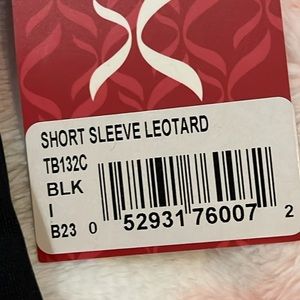 SHORT SLEEVE LEOTARD
TB132C
BLK
I
B23 0 52931 76007 2